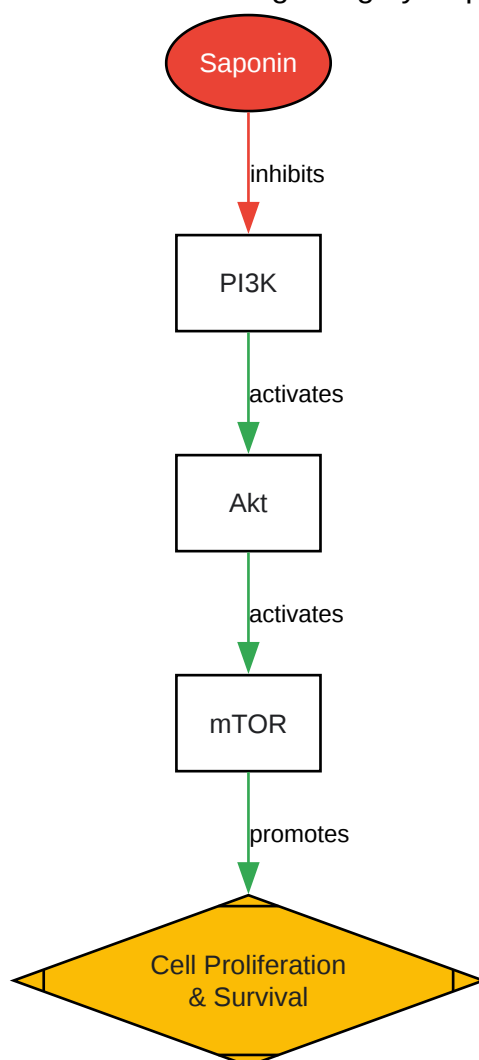 Saponin
inhibits
PI3K
activates
Akt
activates
mTOR
promotes
Cell Proliferation
& Survival